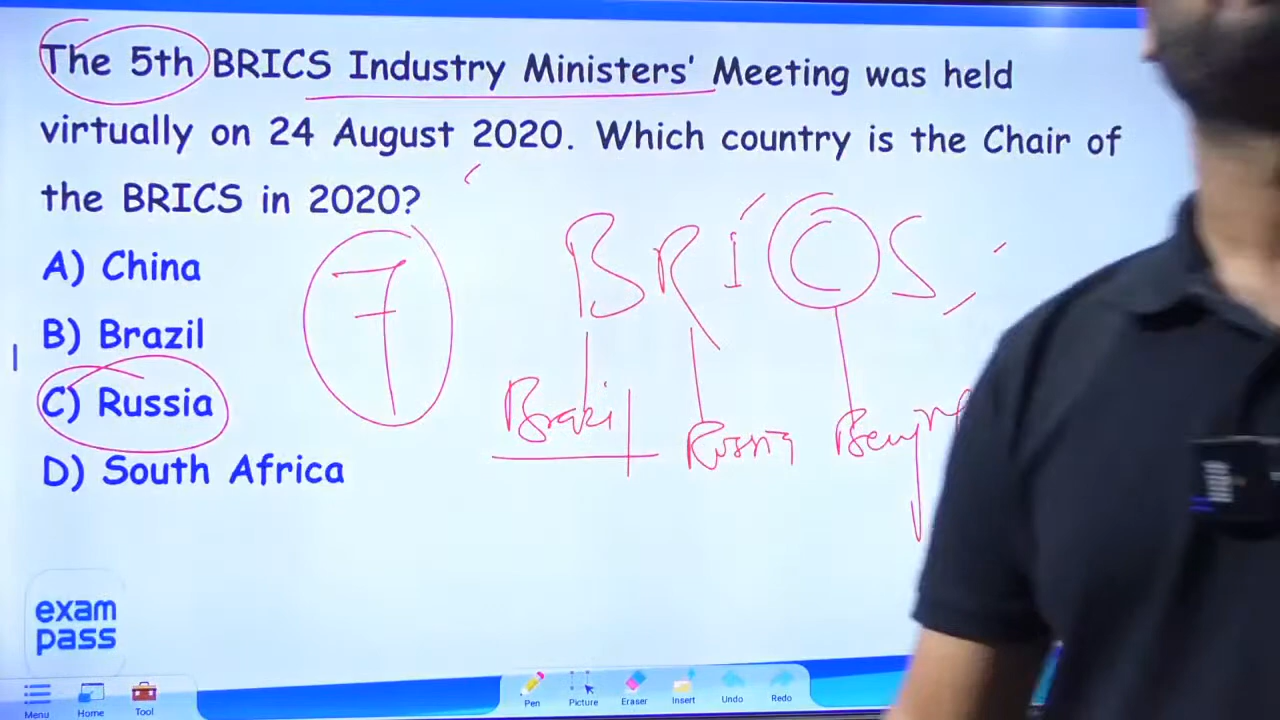 The 5th BRICS Industry Ministers' Meeting was held
virtually on 24 August 2020. Which country is the Chair of
the BRICS in 2020?
A) China
B) Brazil
C) Russia
D) South Africa
7
BRICS
Brazil
Russia
exam
pass
Menu
Home
Tool
Pen
Picture
Eraser
Insert
Undo
Redo